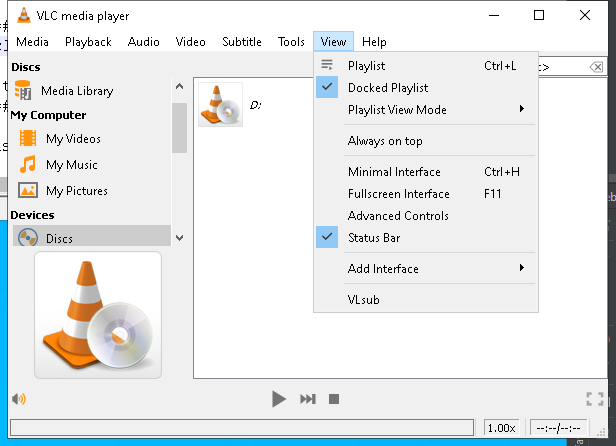 VLC media player
Media Playback Audio Video Subtitle Tools View Help
Discs
Media Library
My Computer
My Videos
My Music
My Pictures
Devices
Discs
D:
Playlist Ctrl+L
Docked Playlist
Playlist View Mode
Always on top
Minimal Interface Ctrl+H
Fullscreen Interface F11
Advanced Controls
Status Bar
Add Interface
VLsub
1.00x --:--/--:--